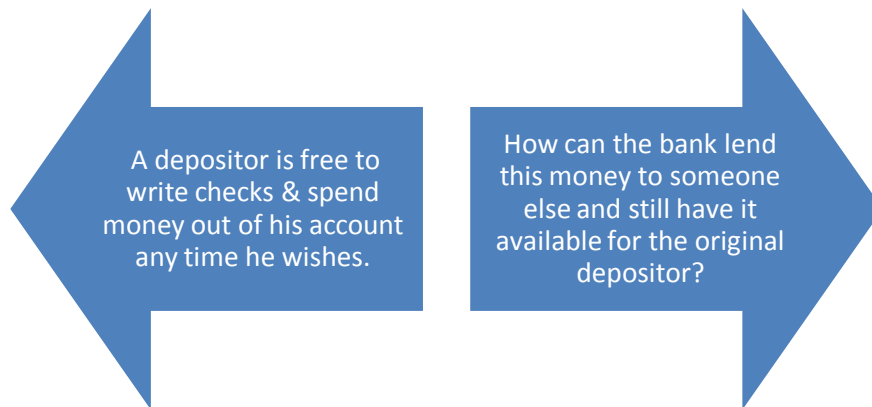 A depositor is free to
write checks & spend
money out of his account
any time he wishes.
How can the bank lend
this money to someone
else and still have it
available for the original
depositor?